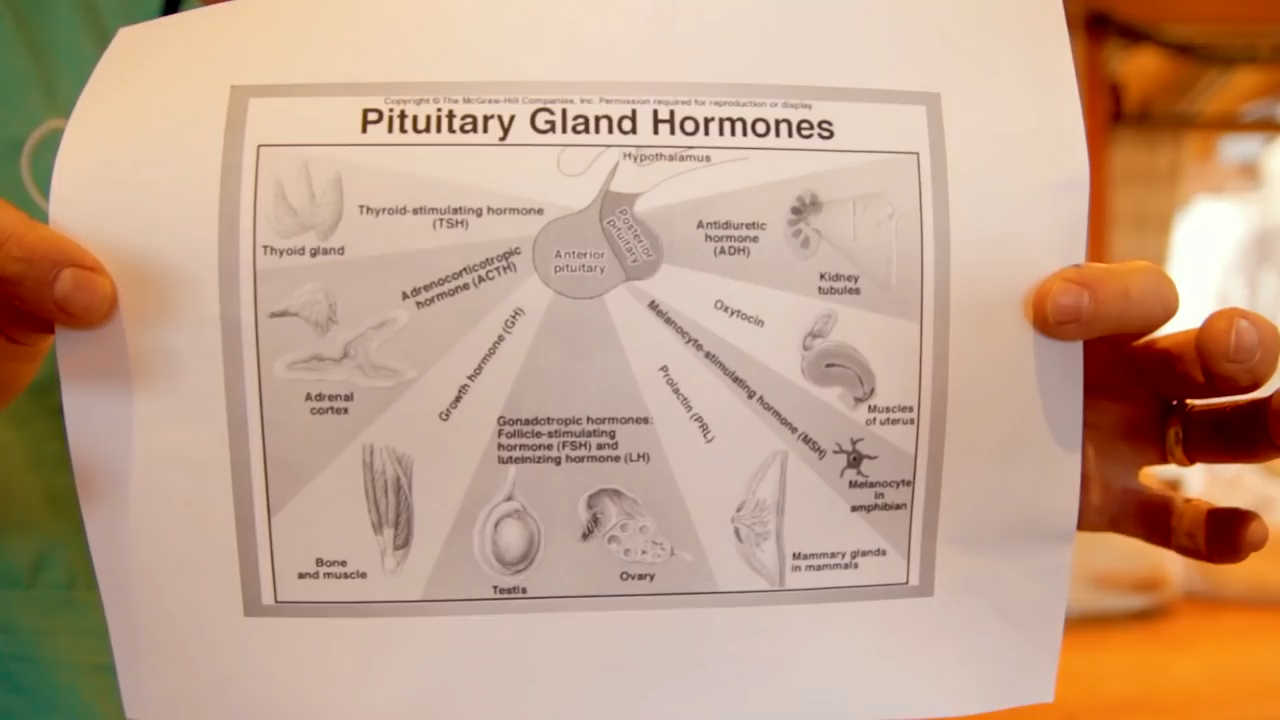 Copyright © The McGraw-Hill Companies, Inc. Permission required for reproduction or display
Pituitary Gland Hormones
Hypothalamus
Thyroid-stimulating hormone
(TSH)
Thyoid gland
Anterior
pituitary
Posterior
pituitary
Antidiuretic
hormone
(ADH)
Kidney
tubules
Adrenocorticotropic
hormone (ACTH)
Adrenal
cortex
Growth hormone (GH)
Bone
and muscle
Gonadotropic hormones:
Follicle-stimulating
hormone (FSH) and
luteinizing hormone (LH)
Testis
Ovary
Prolactin (PRL)
Mammary glands
in mammals
Melanocyte-stimulating hormone (MSH)
Melanocyte
in
amphibian
Oxytocin
Muscles
of uterus